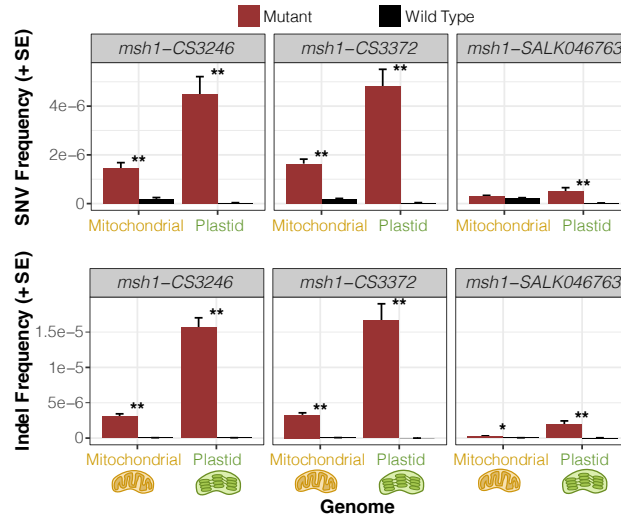 Mutant Wild Type
msh1−CS3246 msh1−CS3372 msh1−SALK046763
SNV Frequency (+ SE)
4e−6
2e−6
0
** ** ** ** **
Mitochondrial Plastid Mitochondrial Plastid Mitochondrial Plastid
msh1−CS3246 msh1−CS3372 msh1−SALK046763
Indel Frequency (+ SE)
1.5e−5
1e−5
5e−6
0
** ** ** ** * **
Mitochondrial Plastid Mitochondrial Plastid Mitochondrial Plastid
Genome